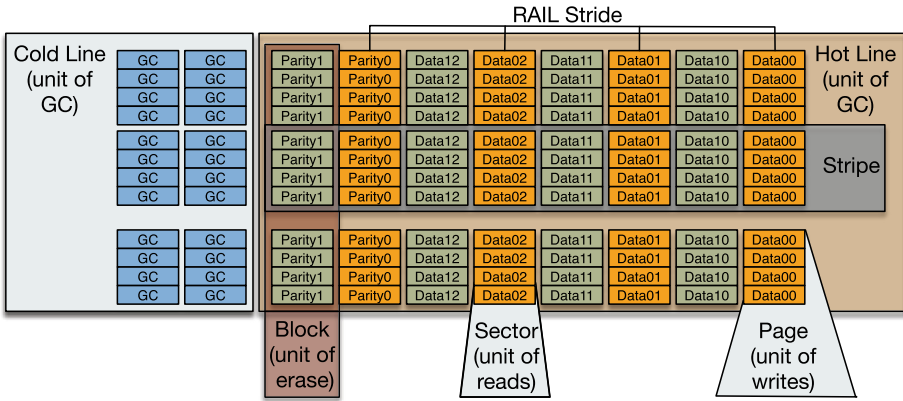 RAIL Stride
Cold Line
(unit of
GC)
Hot Line
(unit of
GC)
GC GC Parity1 Parity0 Data12 Data02 Data11 Data01 Data10 Data00
GC GC Parity1 Parity0 Data12 Data02 Data11 Data01 Data10 Data00
GC GC Parity1 Parity0 Data12 Data02 Data11 Data01 Data10 Data00
GC GC Parity1 Parity0 Data12 Data02 Data11 Data01 Data10 Data00
GC GC Parity1 Parity0 Data12 Data02 Data11 Data01 Data10 Data00
GC GC Parity1 Parity0 Data12 Data02 Data11 Data01 Data10 Data00
GC GC Parity1 Parity0 Data12 Data02 Data11 Data01 Data10 Data00
GC GC Parity1 Parity0 Data12 Data02 Data11 Data01 Data10 Data00
Stripe
GC GC Parity1 Parity0 Data12 Data02 Data11 Data01 Data10 Data00
GC GC Parity1 Parity0 Data12 Data02 Data11 Data01 Data10 Data00
GC GC Parity1 Parity0 Data12 Data02 Data11 Data01 Data10 Data00
GC GC Parity1 Parity0 Data12 Data02 Data11 Data01 Data10 Data00
Block
(unit of
erase)
Sector
(unit of
reads)
Page
(unit of
writes)